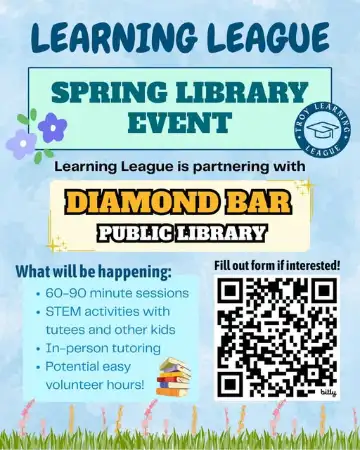 LEARNING LEAGUE
SPRING LIBRARY
EVENT
TROY LEARNING
LEAGUE
Learning League is partnering with
DIAMOND BAR
PUBLIC LIBRARY
What will be happening:
• 60-90 minute sessions
• STEM activities with
tutees and other kids
• In-person tutoring
• Potential easy
volunteer hours!
Fill out form if interested!
bitly